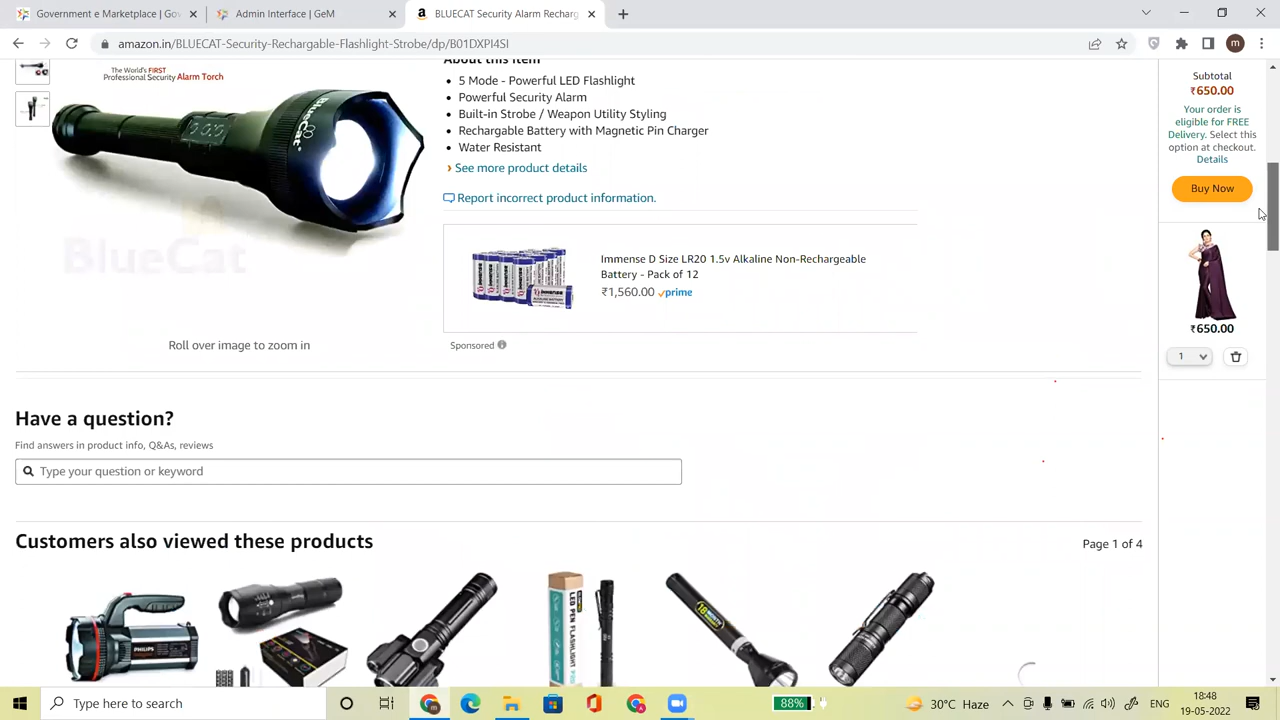 Government e Marketplace | Gov
Admin Interface | GeM
BLUECAT Security Alarm Recharg
amazon.in/BLUECAT-Security-Rechargable-Flashlight-Strobe/dp/B01DXPI4SI
m
The World's FIRST
Professional Security Alarm Torch
BlueCat
BlueCat
Roll over image to zoom in
About this item
5 Mode - Powerful LED Flashlight
Powerful Security Alarm
Built-in Strobe / Weapon Utility Styling
Rechargable Battery with Magnetic Pin Charger
Water Resistant
› See more product details
Report incorrect product information.
Immense D Size LR20 1.5v Alkaline Non-Rechargeable
Battery - Pack of 12
₹1,560.00 prime
Sponsored
Subtotal
₹650.00
Your order is
eligible for FREE
Delivery. Select this
option at checkout.
Details
Buy Now
₹650.00
1
Have a question?
Find answers in product info, Q&As, reviews
Type your question or keyword
Customers also viewed these products
Page 1 of 4
PHILIPS
LED PEN FLASHLIGHT
Type here to search
88%
30°C Haze
ENG
18:48
19-05-2022